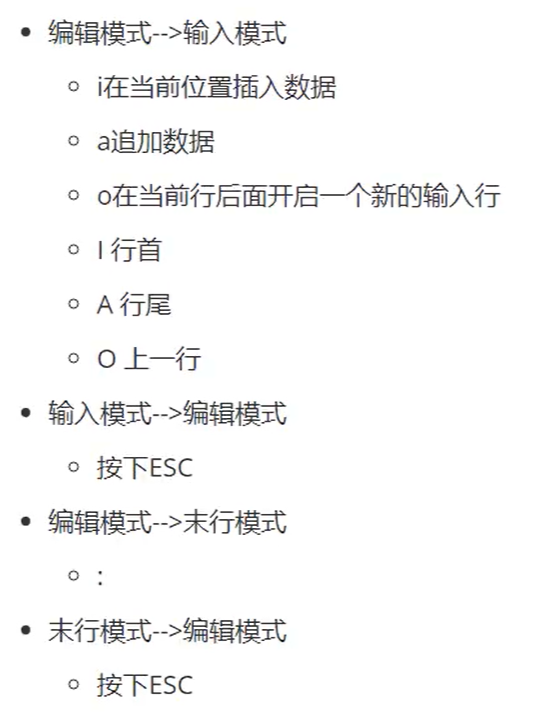 编辑模式-->输入模式
i在当前位置插入数据
a追加数据
o在当前行后面开启一个新的输入行
I 行首
A 行尾
O 上一行
输入模式-->编辑模式
按下ESC
编辑模式-->末行模式
:
末行模式-->编辑模式
按下ESC